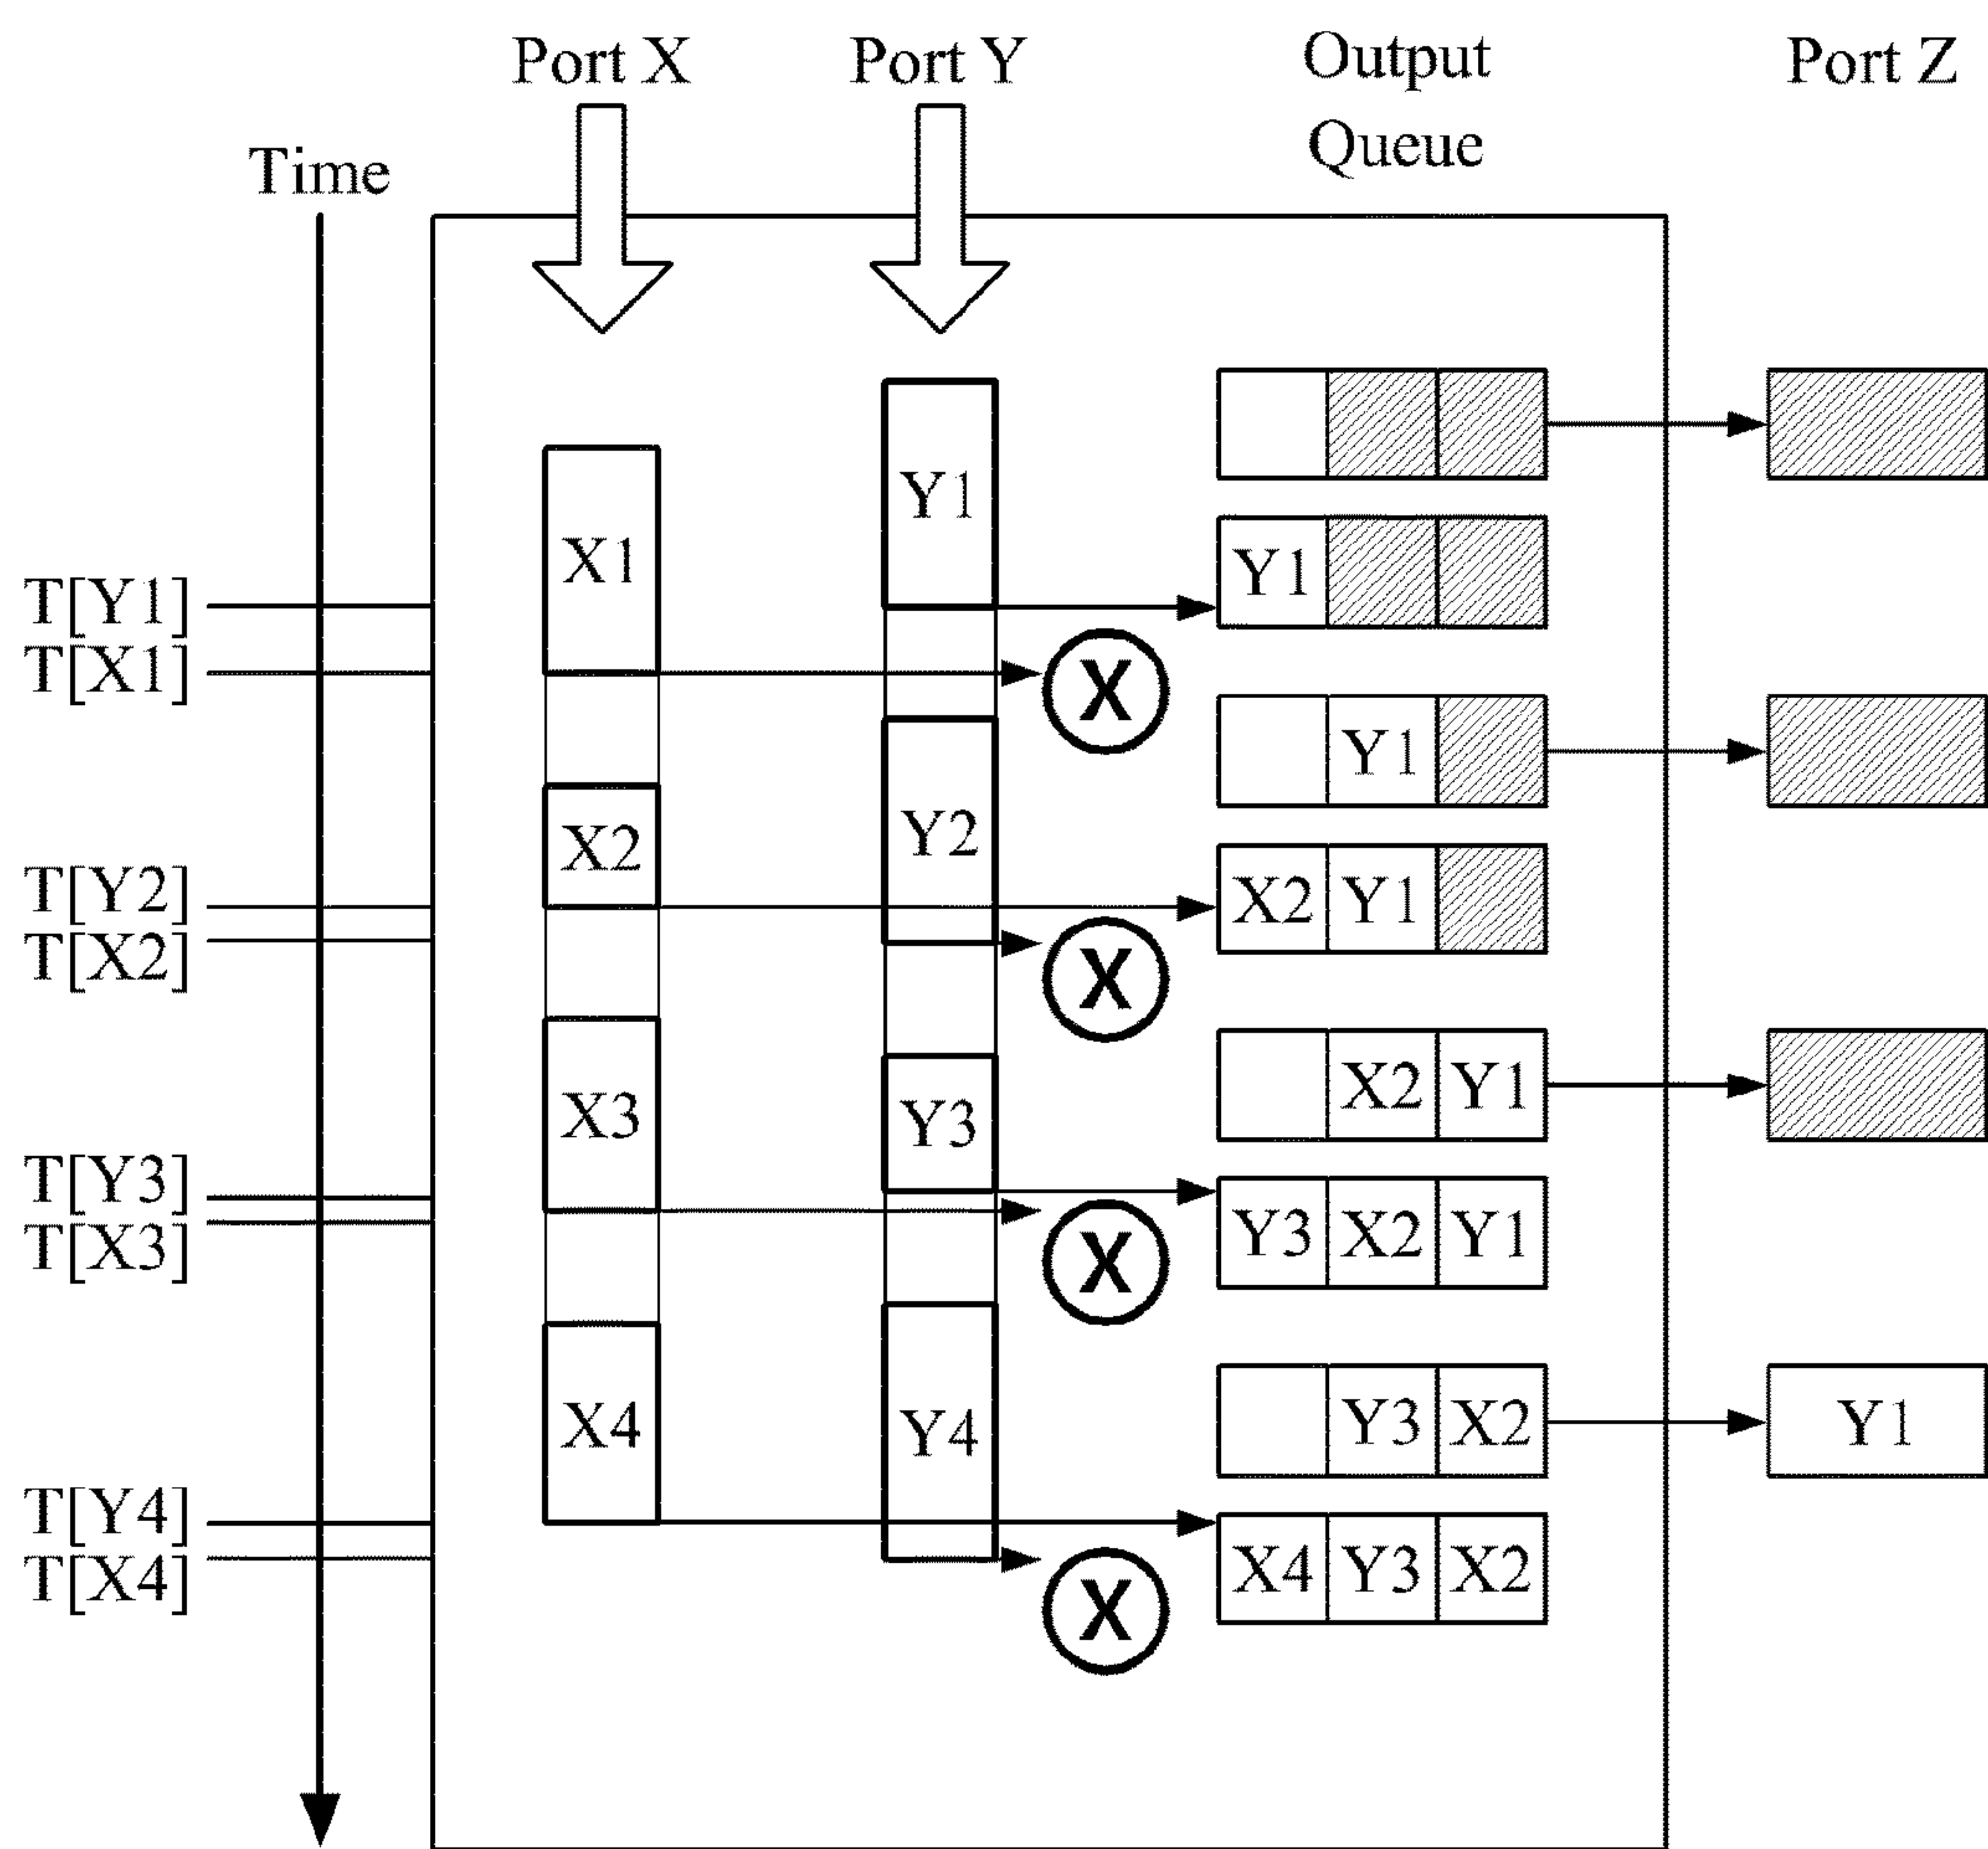 Port X
Port Y
Output
Queue
Port Z
Time
Y1
X1
T[Y1]
Y1
T[X1]
X
Y1
X2
Y2
T[Y2]
X2 Y1
T[X2]
X
X3
Y3
X2 Y1
T[Y3]
Y3 X2 Y1
T[X3]
X
X4
Y4
Y3 X2
Y1
T[Y4]
X4 Y3 X2
T[X4]
X